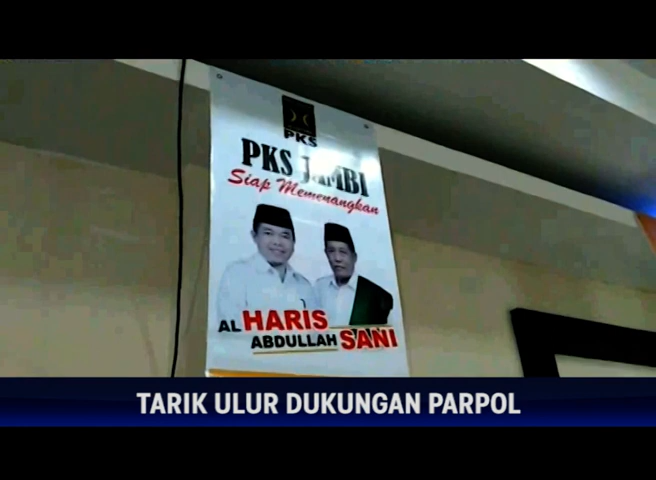 PKS
PKS JAMBI
Siap Memenangkan
AL HARIS
ABDULLAH SANI
TARIK ULUR DUKUNGAN PARPOL